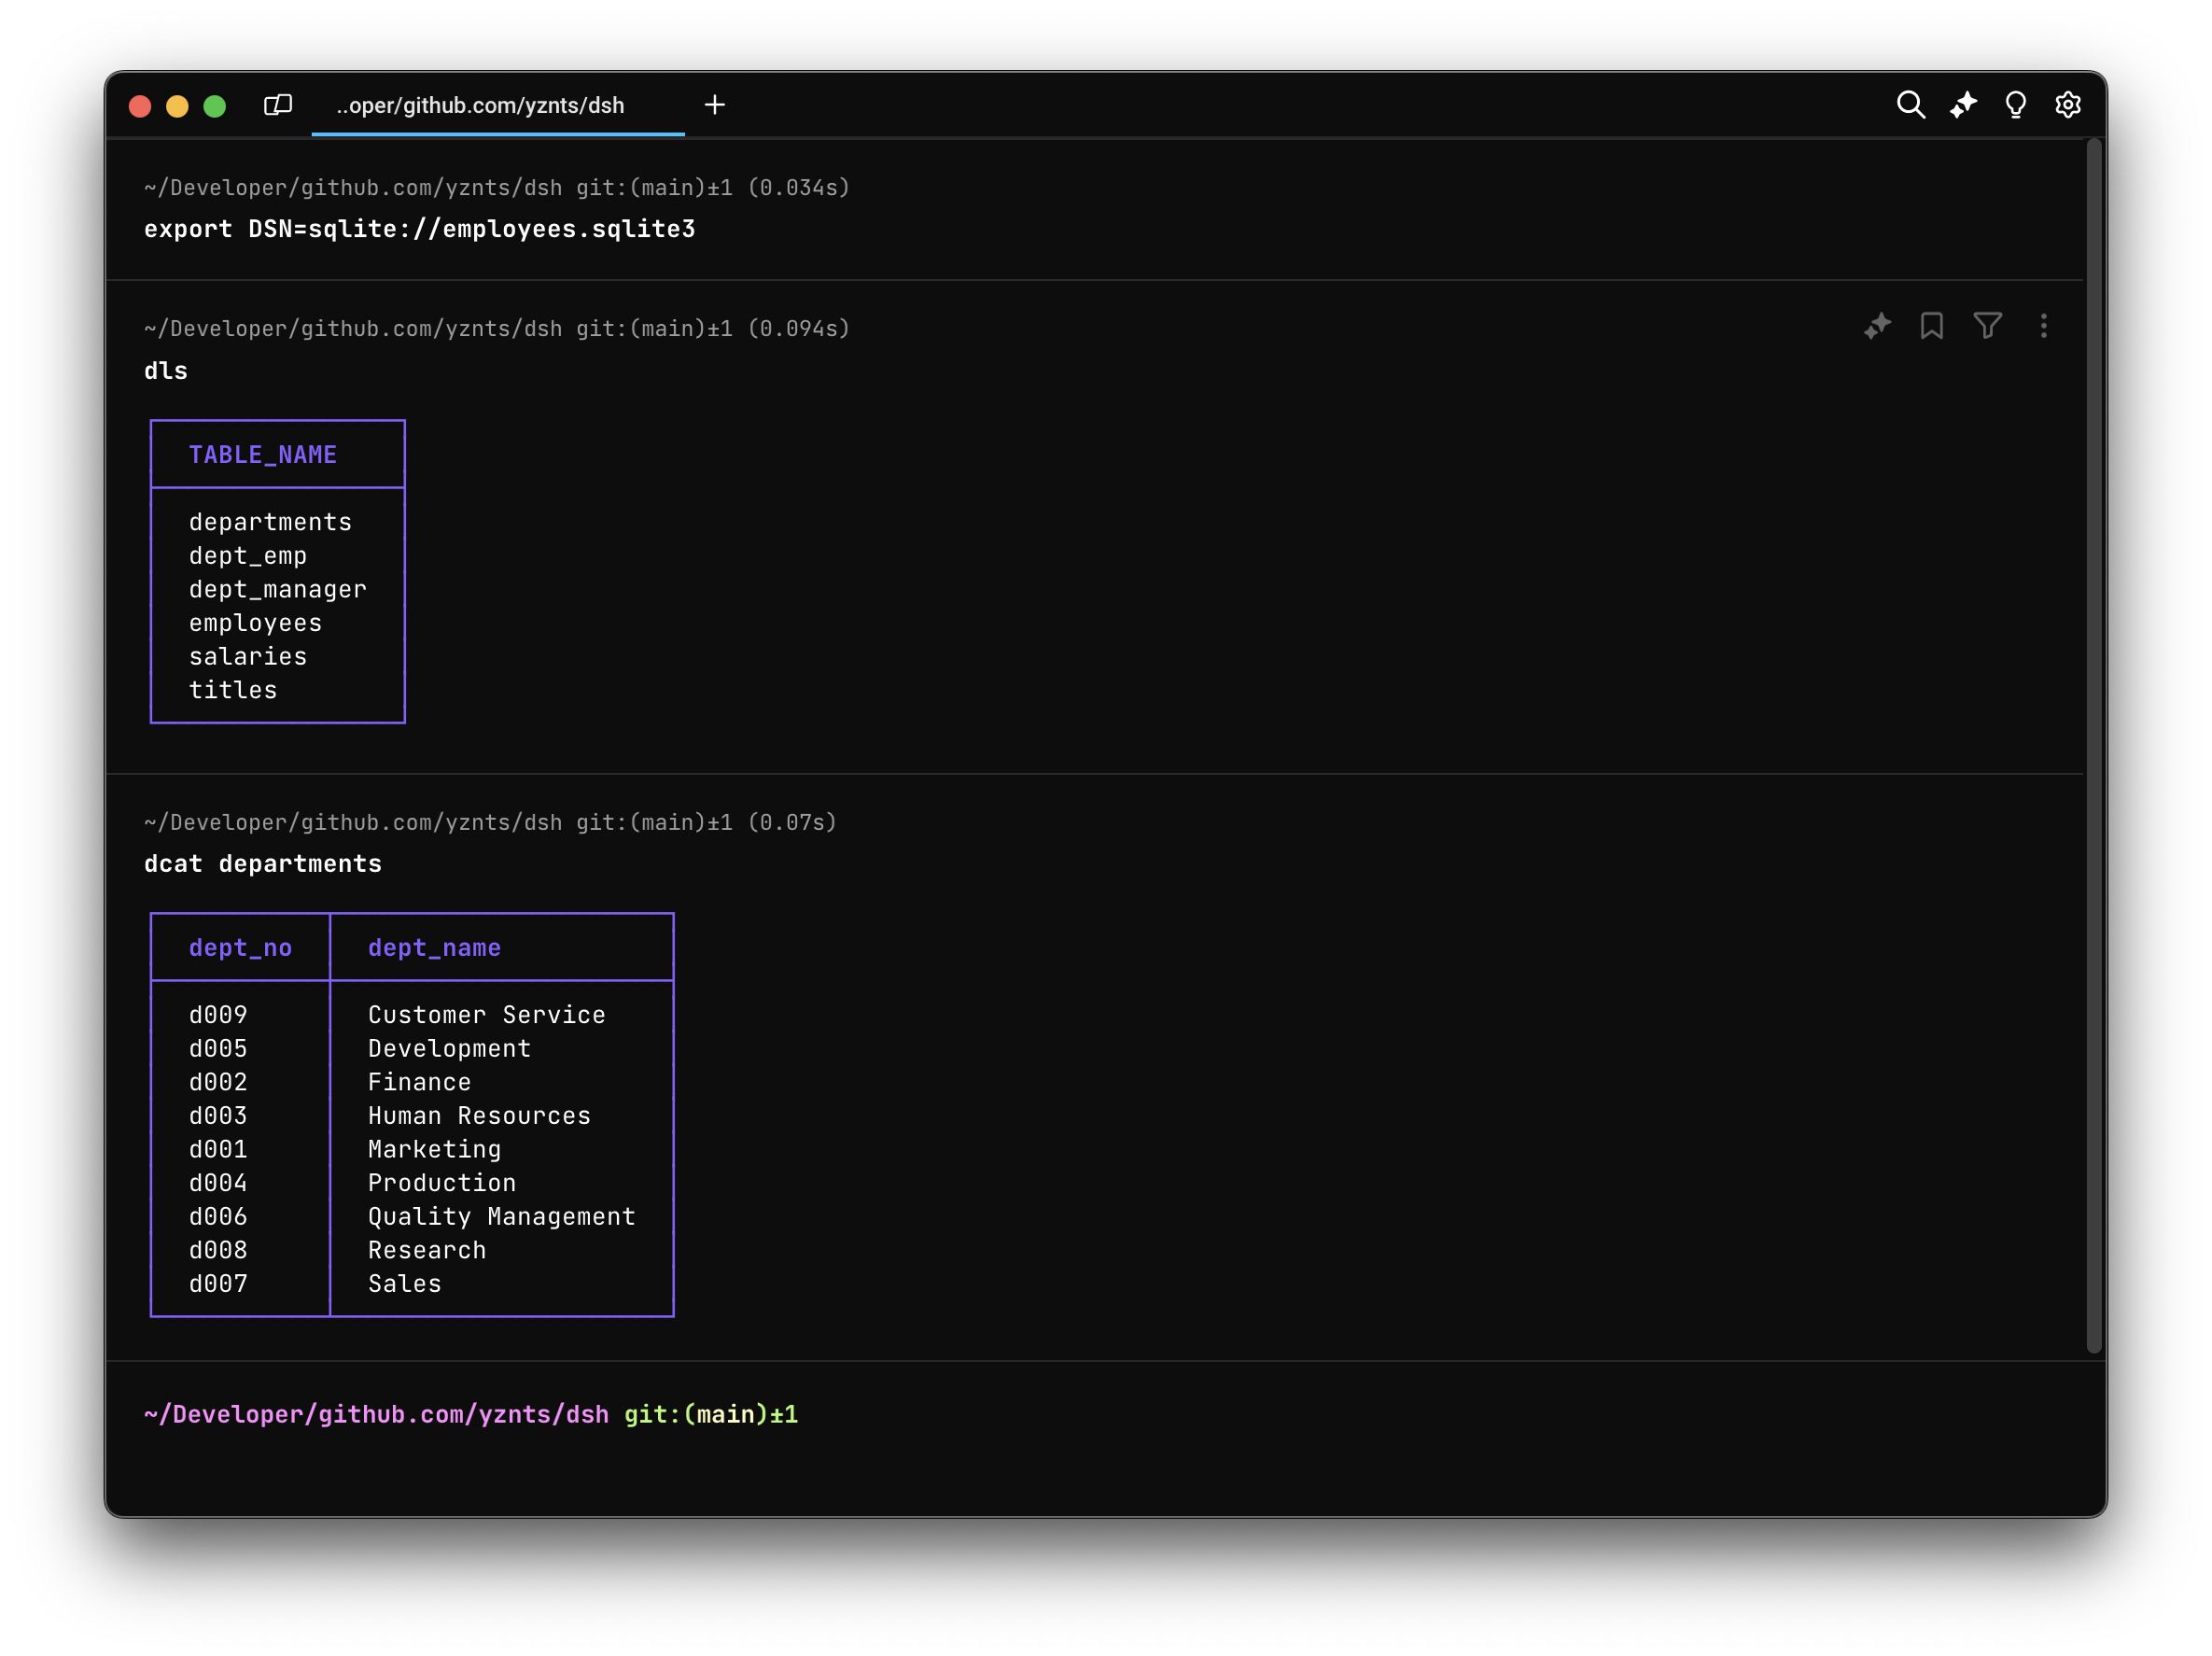 ..oper/github.com/yznts/dsh
~/Developer/github.com/yznts/dsh git:(main)±1 (0.034s)
export DSN=sqlite://employees.sqlite3
~/Developer/github.com/yznts/dsh git:(main)±1 (0.094s)
dls
TABLE_NAME
departments
dept_emp
dept_manager
employees
salaries
titles
~/Developer/github.com/yznts/dsh git:(main)±1 (0.07s)
dcat departments
dept_no dept_name
d009 Customer Service
d005 Development
d002 Finance
d003 Human Resources
d001 Marketing
d004 Production
d006 Quality Management
d008 Research
d007 Sales
~/Developer/github.com/yznts/dsh git:(main)±1